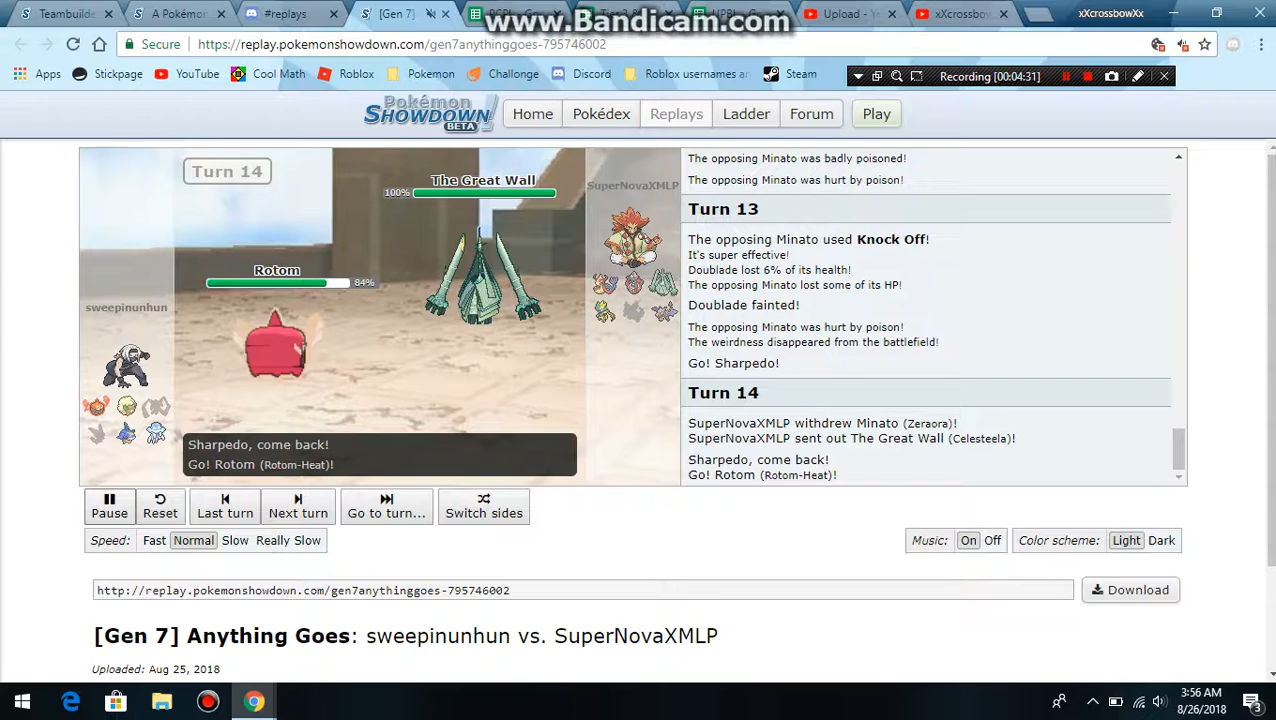 www.Bandicam.com
Teambuilde
A Pokémon
#replays
[Gen 7]
Upload - Y
xXcrossbow
xXcrossbowXx
Secure
https://replay.pokemonshowdown.com/gen7anythinggoes-795746002
Apps
Stickpage
YouTube
Cool Math
Roblox
Pokemon
Challonge
Discord
Roblox usernames an
Steam
Recording [00:04:31]
Pokémon
SHOWDOWN
BETA
Home
Pokédex
Replays
Ladder
Forum
Play
Turn 14
The Great Wall
100%
Rotom
84%
sweepinunhun
SuperNovaXMLP
Sharpedo, come back!
Go! Rotom (Rotom-Heat)!
The opposing Minato was badly poisoned!
The opposing Minato was hurt by poison!
Turn 13
The opposing Minato used Knock Off!
It's super effective!
Doublade lost 6% of its health!
The opposing Minato lost some of its HP!
Doublade fainted!
The opposing Minato was hurt by poison!
The weirdness disappeared from the battlefield!
Go! Sharpedo!
Turn 14
SuperNovaXMLP withdrew Minato (Zeraora)!
SuperNovaXMLP sent out The Great Wall (Celesteela)!
Sharpedo, come back!
Go! Rotom (Rotom-Heat)!
Pause
Reset
Last turn
Next turn
Go to turn...
Switch sides
Speed: Fast Normal Slow Really Slow
Music: On Off
Color scheme: Light Dark
http://replay.pokemonshowdown.com/gen7anythinggoes-795746002
Download
[Gen 7] Anything Goes: sweepinunhun vs. SuperNovaXMLP
Uploaded: Aug 25, 2018
3:56 AM
8/26/2018
3